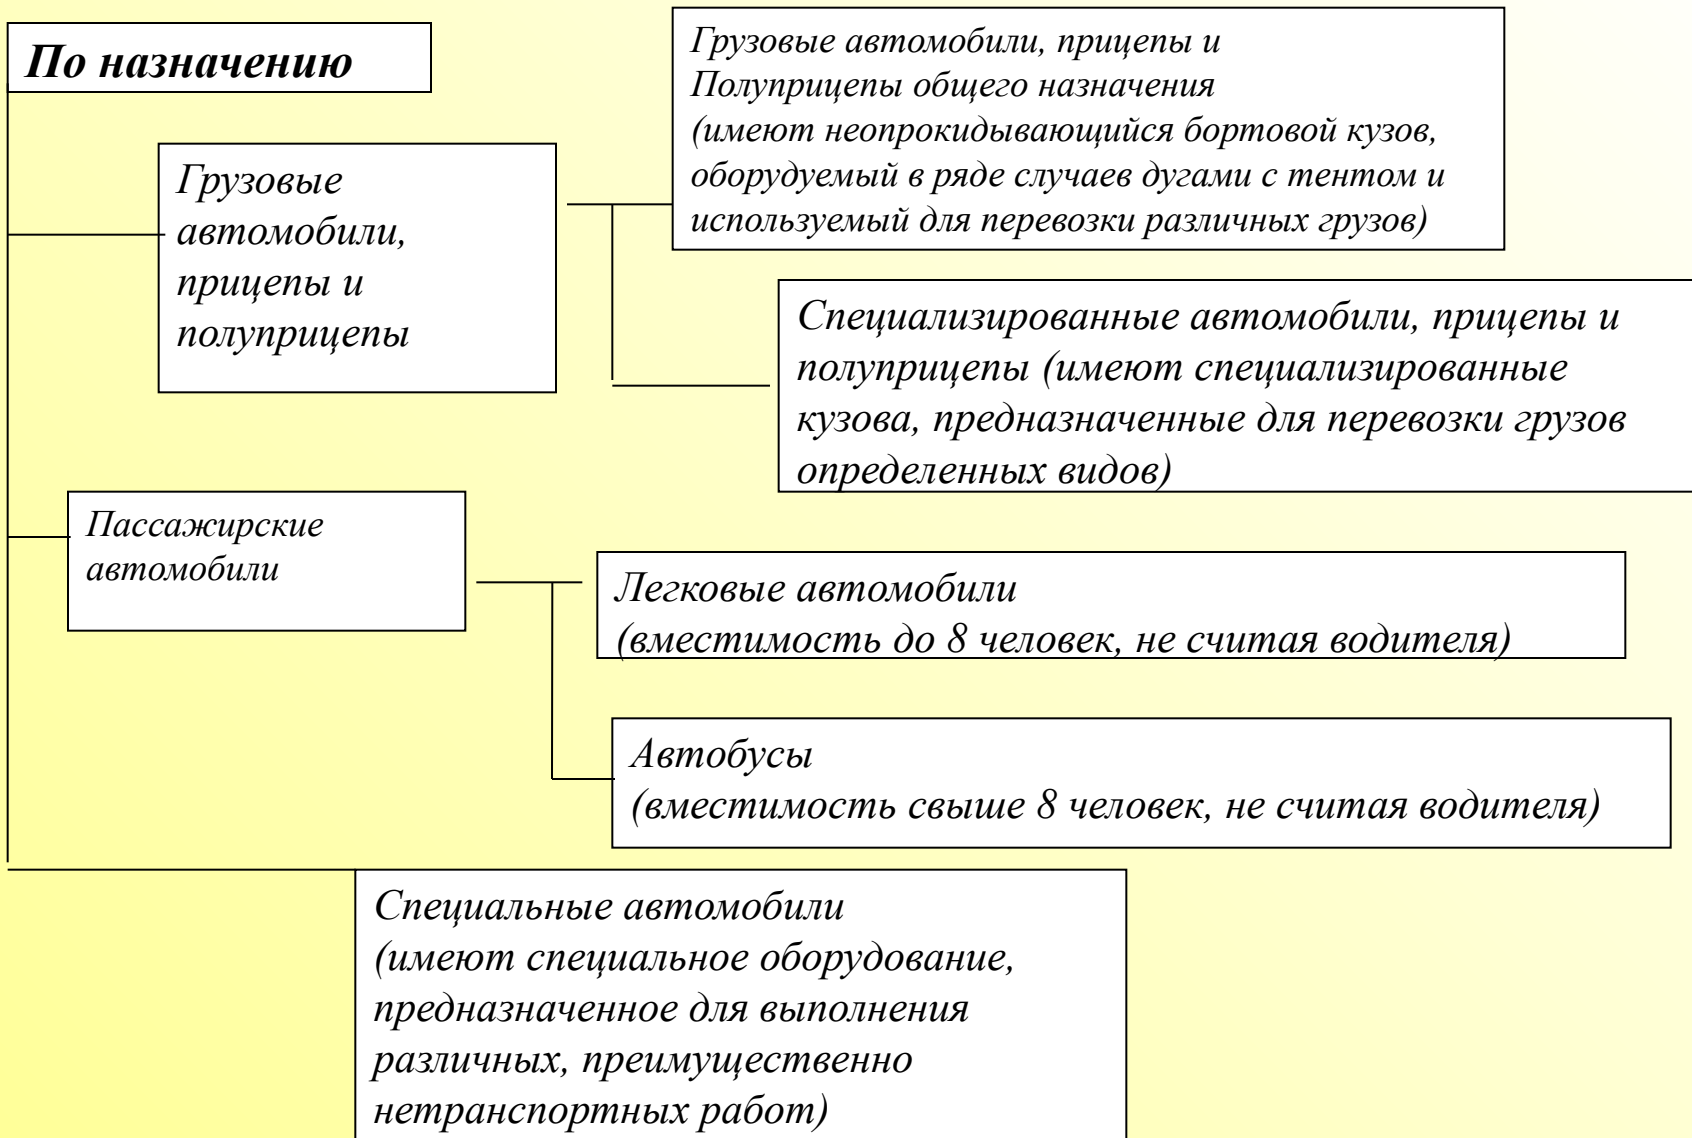 По назначению
Грузовые
автомобили,
прицепы и
полуприцепы
Грузовые автомобили, прицепы и
Полуприцепы общего назначения
(имеют неопрокидывающийся бортовой кузов,
оборудуемый в ряде случаев дугами с тентом и
используемый для перевозки различных грузов)
Специализированные автомобили, прицепы и
полуприцепы (имеют специализированные
кузова, предназначенные для перевозки грузов
определенных видов)
Пассажирские
автомобили
Легковые автомобили
(вместимость до 8 человек, не считая водителя)
Автобусы
(вместимость свыше 8 человек, не считая водителя)
Специальные автомобили
(имеют специальное оборудование,
предназначенное для выполнения
различных, преимущественно
нетранспортных работ)